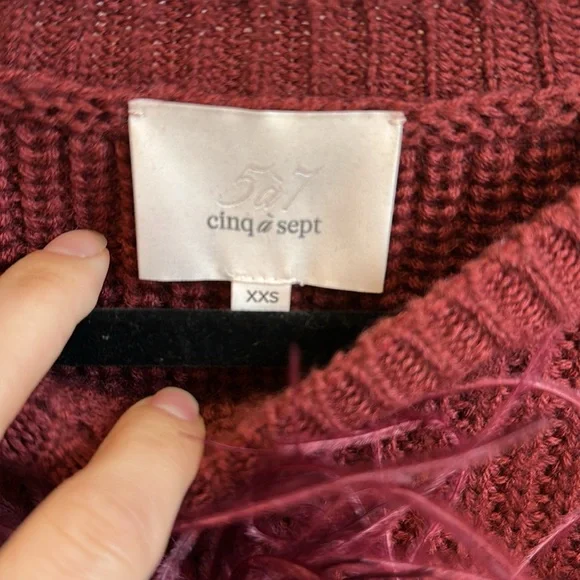 5à7
cinq à sept
XXS